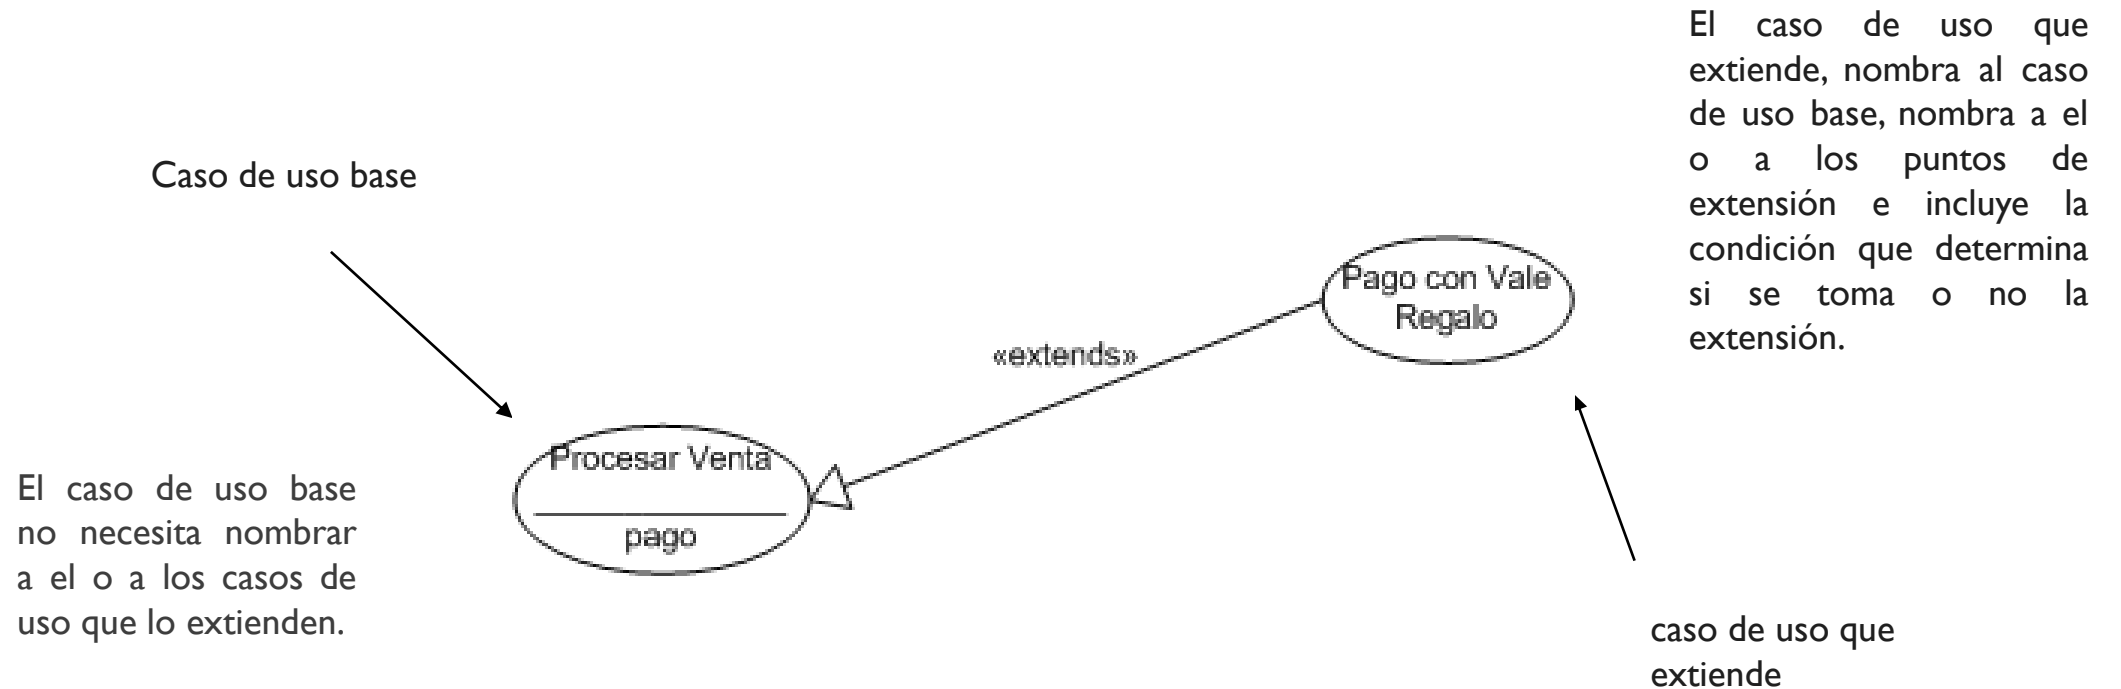 El caso de uso que
extiende, nombra al caso
de uso base, nombra a el
o a los puntos de
extensión e incluye la
condición que determina
si se toma o no la
extensión.
Caso de uso base
Pago con Vale
Regalo
«extends»
Procesar Venta
pago
El caso de uso base
no necesita nombrar
a el o a los casos de
uso que lo extienden.
caso de uso que
extiende